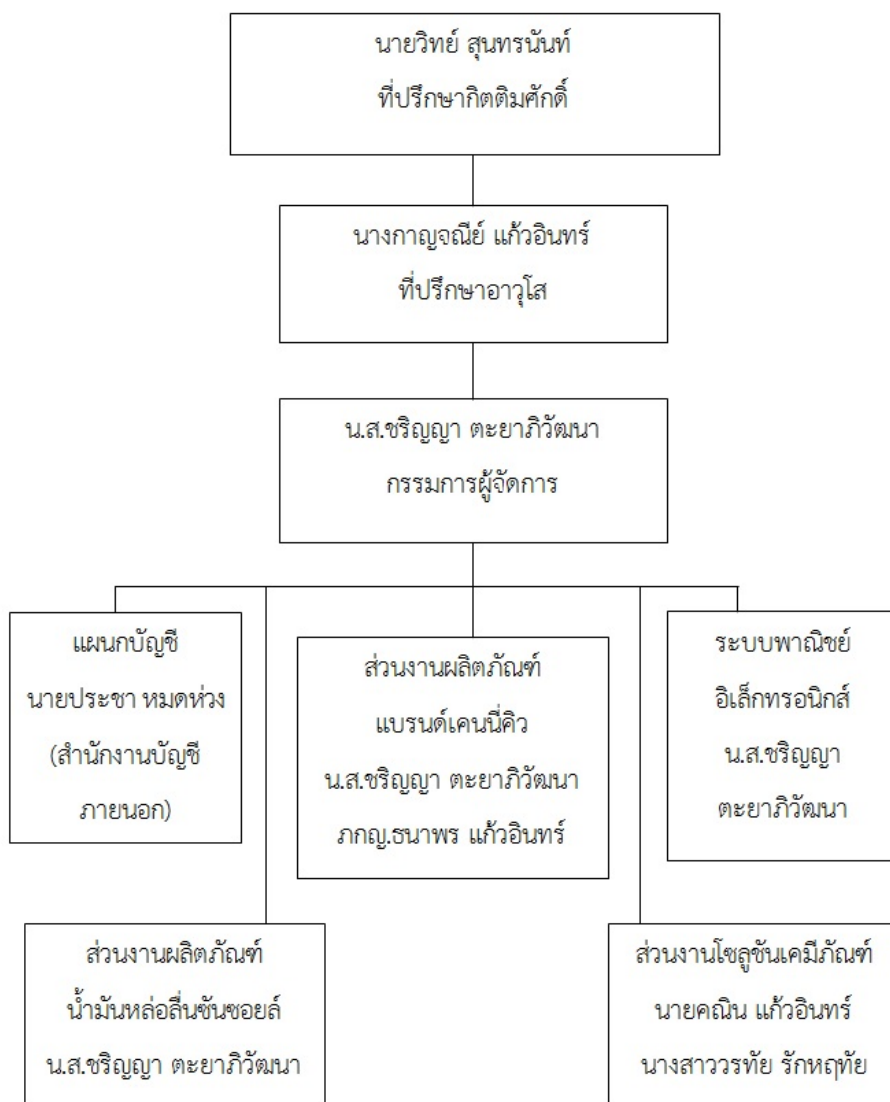 นายวิทย์ สุนทรนันท์
ที่ปรึกษากิตติมศักดิ์
นางกาญจณีย์ แก้วอินทร์
ที่ปรึกษาอาวุโส
น.ส.ชริญญา ตะยาภิวัฒนา
กรรมการผู้จัดการ
แผนกบัญชี
นายประชา หมดห่วง
(สำนักงานบัญชี
ภายนอก)
ส่วนงานผลิตภัณฑ์
แบรนด์เคนนี่คิว
น.ส.ชริญญา ตะยาภิวัฒนา
ภกญ.ธนาพร แก้วอินทร์
ระบบพาณิชย์
อิเล็กทรอนิกส์
น.ส.ชริญญา
ตะยาภิวัฒนา
ส่วนงานผลิตภัณฑ์
น้ำมันหล่อลื่นซันซอยล์
น.ส.ชริญญา ตะยาภิวัฒนา
ส่วนงานโซลูชันเคมีภัณฑ์
นายคณิน แก้วอินทร์
นางสาววรทัย รักหฤทัย